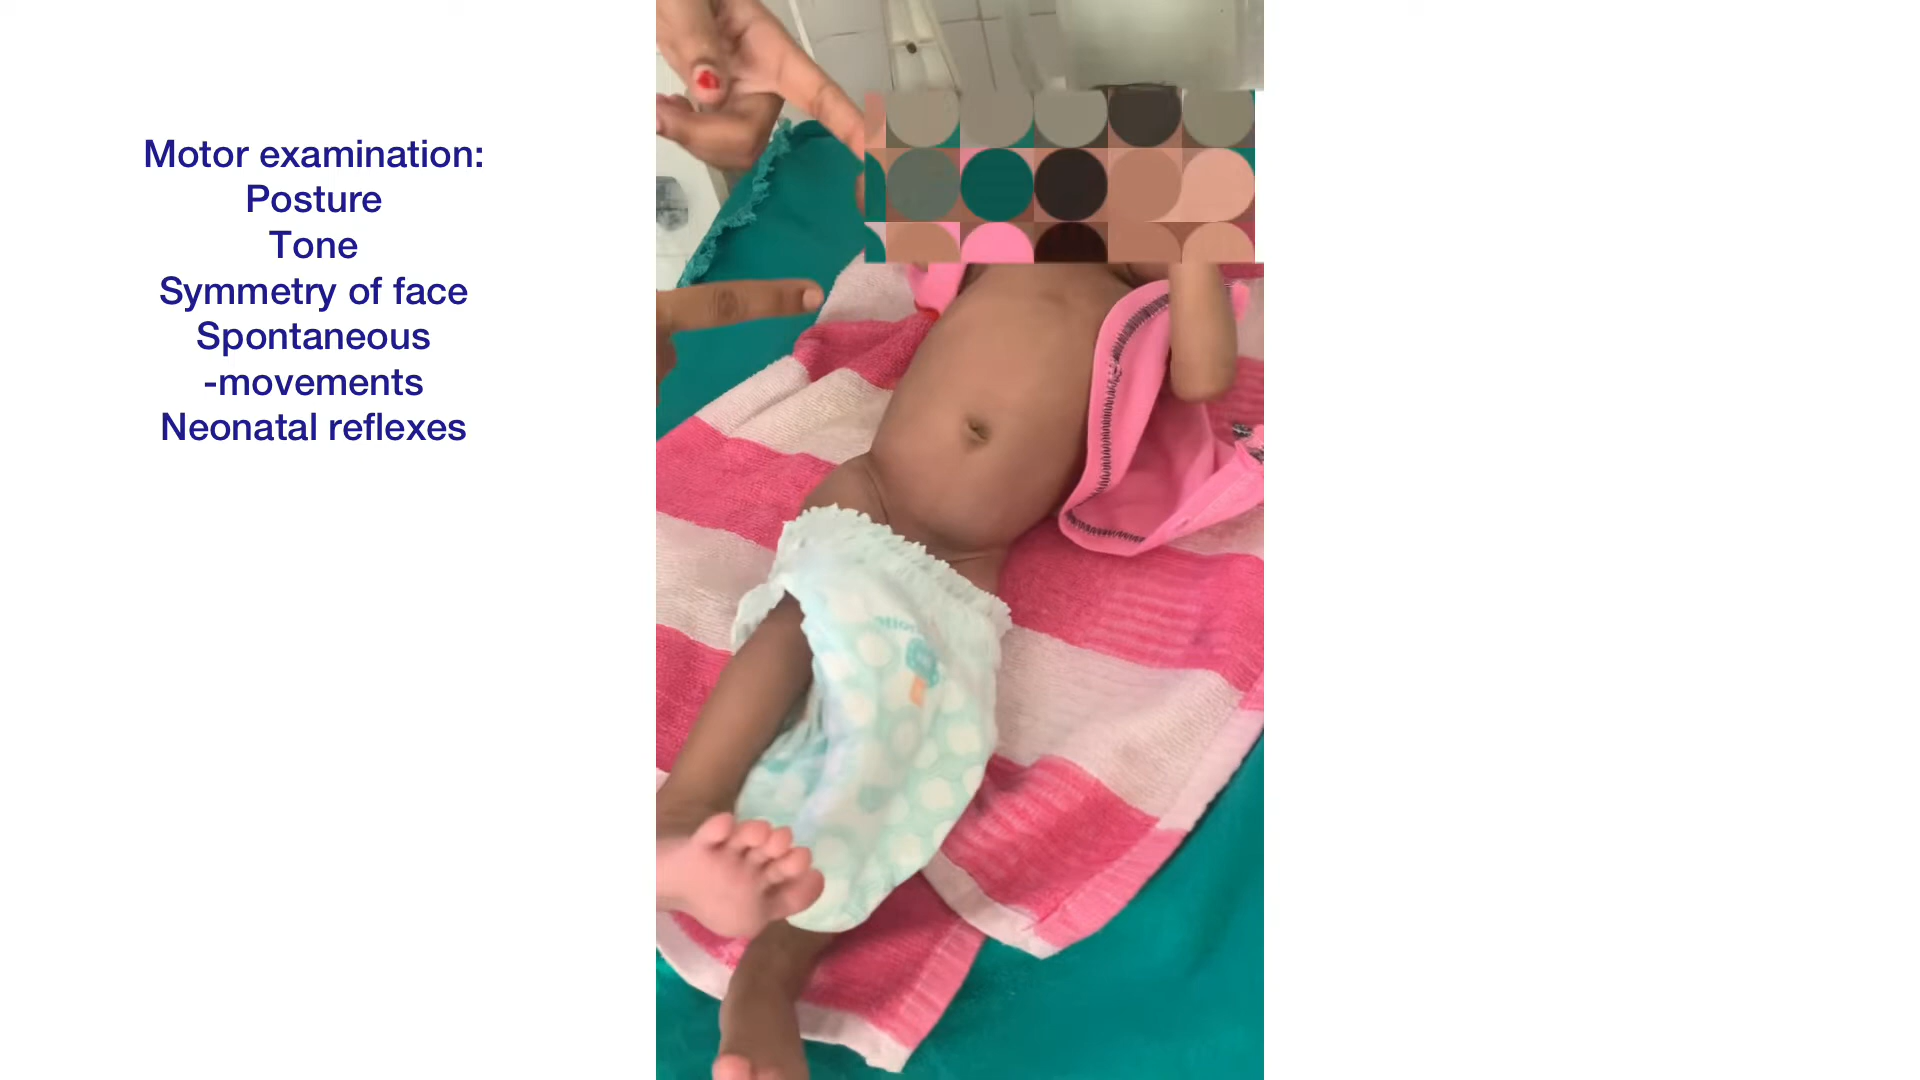 Motor examination:
Posture
Tone
Symmetry of face
Spontaneous
-movements
Neonatal reflexes